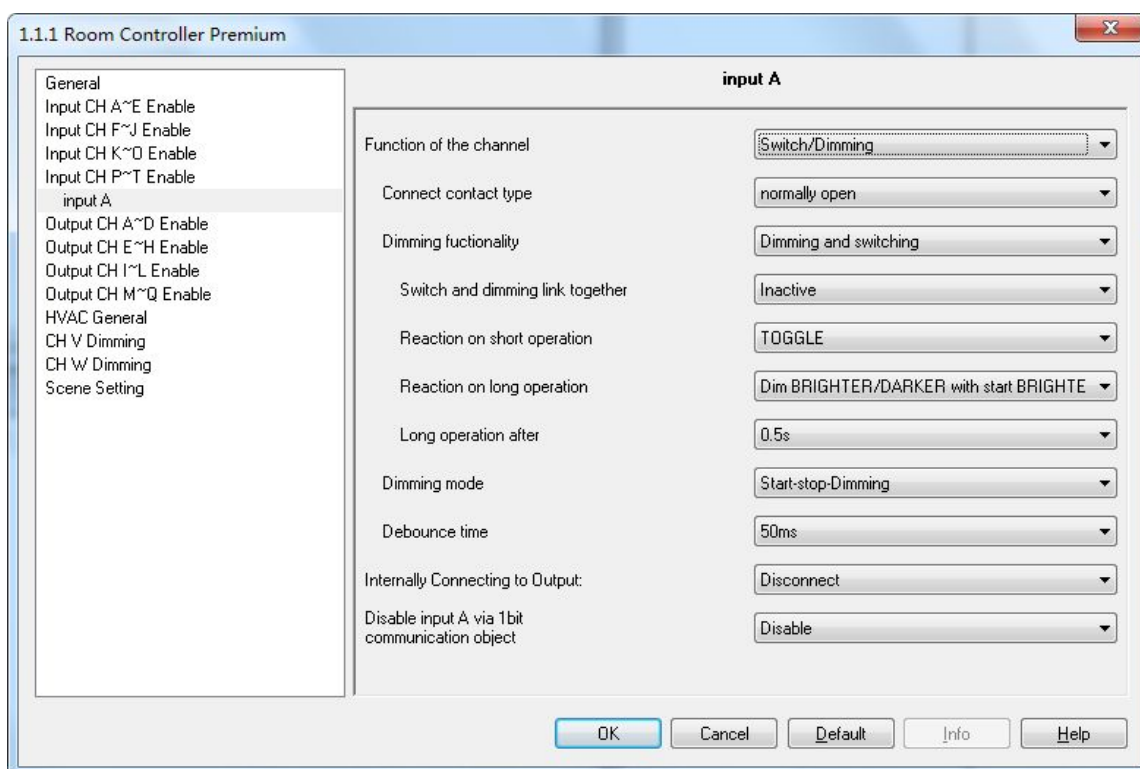 1.1.1 Room Controller Premium
General
Input CH A~E Enable
Input CH F~J Enable
Input CH K~O Enable
Input CH P~T Enable
input A
Output CH A~D Enable
Output CH E~H Enable
Output CH I~L Enable
Output CH M~Q Enable
HVAC General
CH V Dimming
CH W Dimming
Scene Setting
input A
Function of the channel Switch/Dimming
Connect contact type normally open
Dimming fuctionality Dimming and switching
Switch and dimming link together Inactive
Reaction on short operation TOGGLE
Reaction on long operation Dim BRIGHTER/DARKER with start BRIGHTE
Long operation after 0.5s
Dimming mode Start-stop-Dimming
Debounce time 50ms
Internally Connecting to Output: Disconnect
Disable input A via 1bit
communication object Disable
OK Cancel Default Info Help